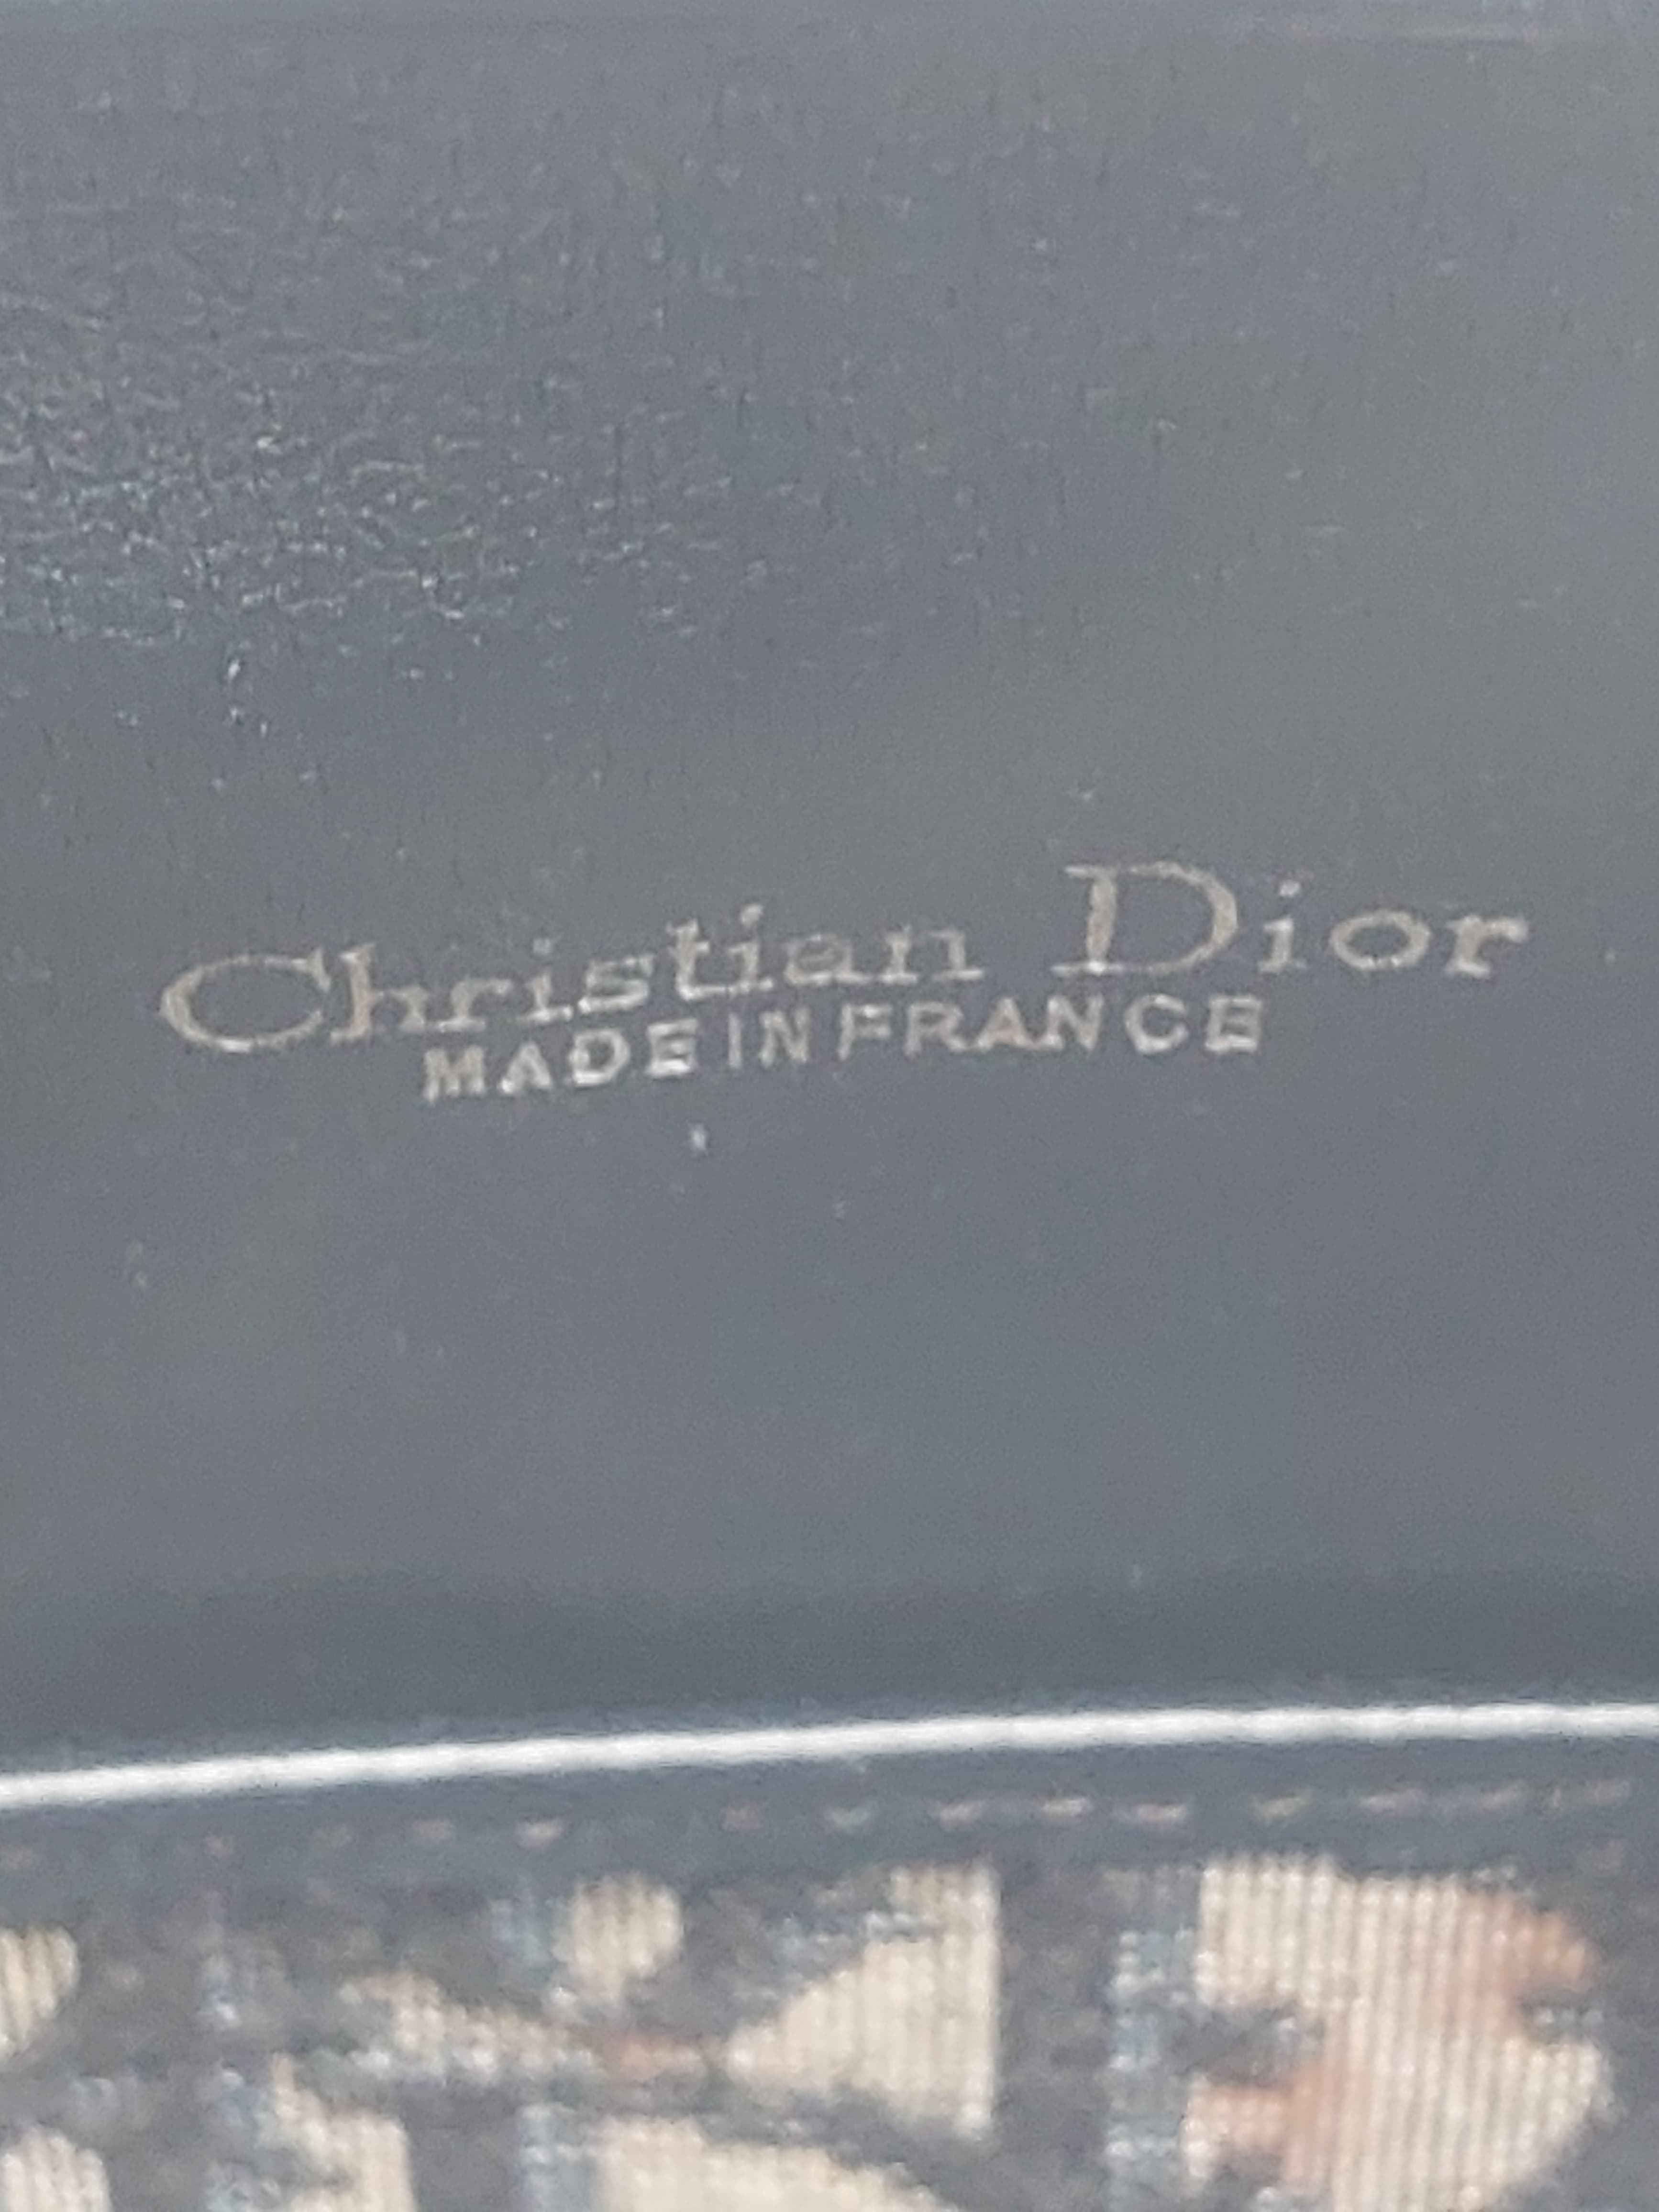 Christian Dior
MADE IN FRANCE